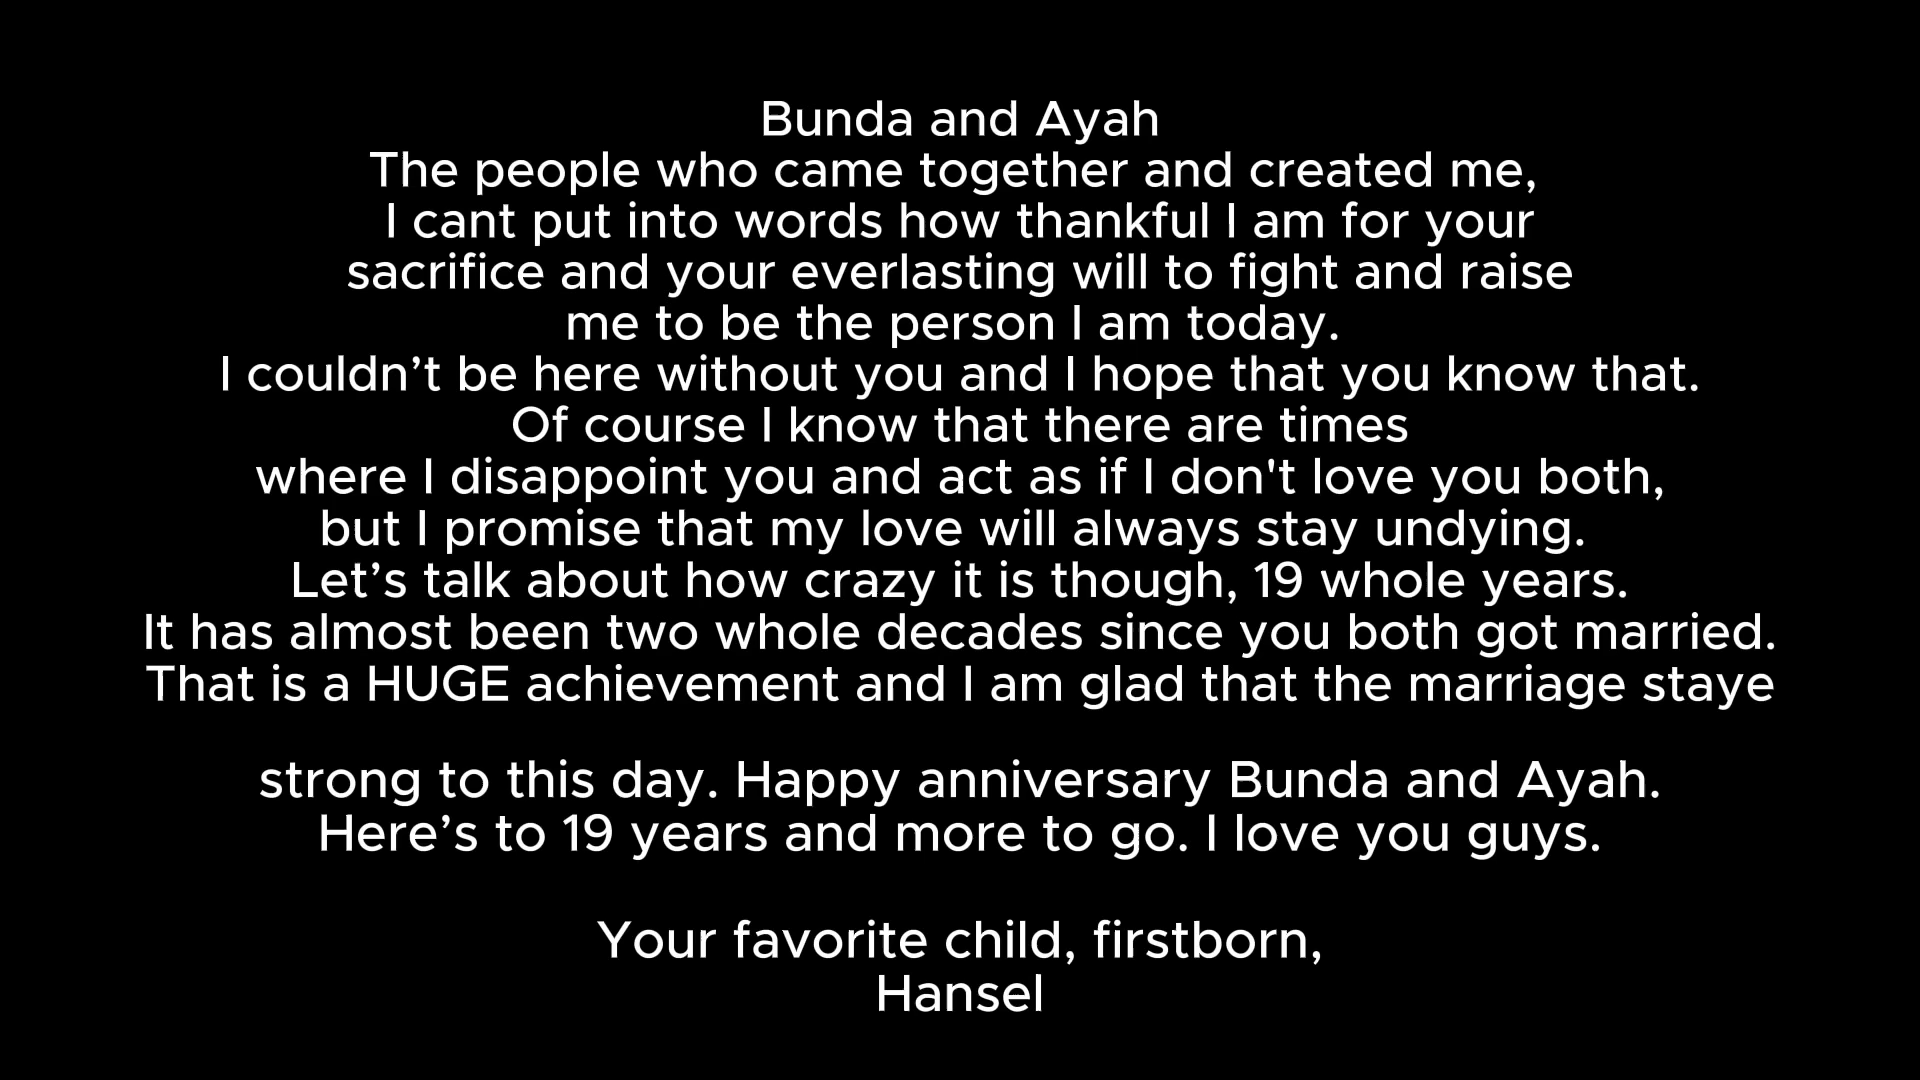 Bunda and Ayah
The people who came together and created me,
I cant put into words how thankful I am for your
sacrifice and your everlasting will to fight and raise
me to be the person I am today.
I couldn’t be here without you and I hope that you know that.
Of course I know that there are times
where I disappoint you and act as if I don't love you both,
but I promise that my love will always stay undying.
Let’s talk about how crazy it is though, 19 whole years.
It has almost been two whole decades since you both got married.
That is a HUGE achievement and I am glad that the marriage staye
strong to this day. Happy anniversary Bunda and Ayah.
Here’s to 19 years and more to go. I love you guys.
Your favorite child, firstborn,
Hansel